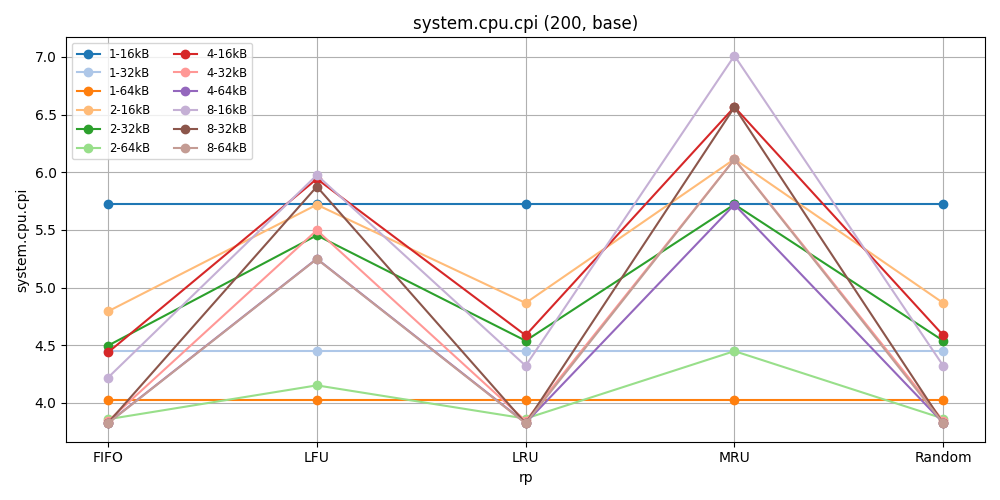 system.cpu.cpi (200, base)
system.cpu.cpi
7.0
6.5
6.0
5.5
5.0
4.5
4.0
1-16kB
1-32kB
1-64kB
2-16kB
2-32kB
2-64kB
4-16kB
4-32kB
4-64kB
8-16kB
8-32kB
8-64kB
FIFO LFU LRU MRU Random
rp